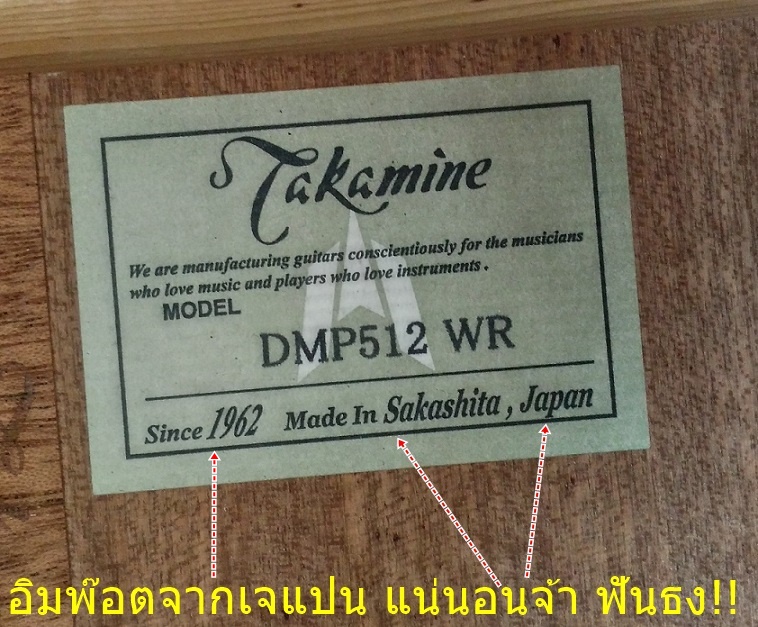 Takamine
We are manufacturing guitars conscientiously for the musicians
who love music and players who love instruments.
MODEL
DMP512 WR
Since 1962 Made In Sakashita, Japan
อิมพ๊อตจากเจแปน แน่นอนจ้า ฟันธง!!